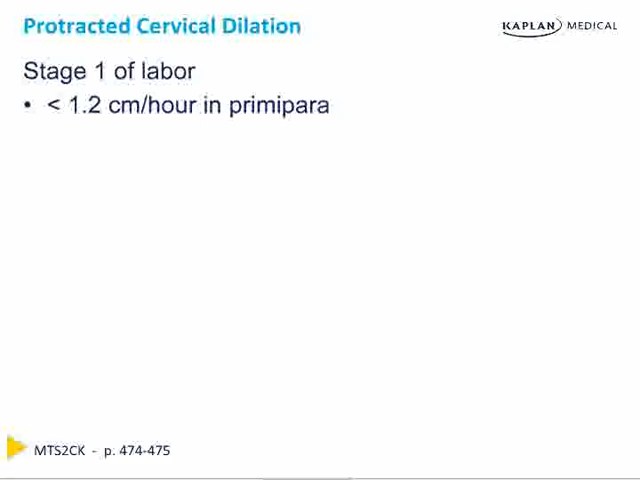 Protracted Cervical Dilation
KAPLAN MEDICAL
Stage 1 of labor
• < 1.2 cm/hour in primipara
MTS2CK - p. 474-475